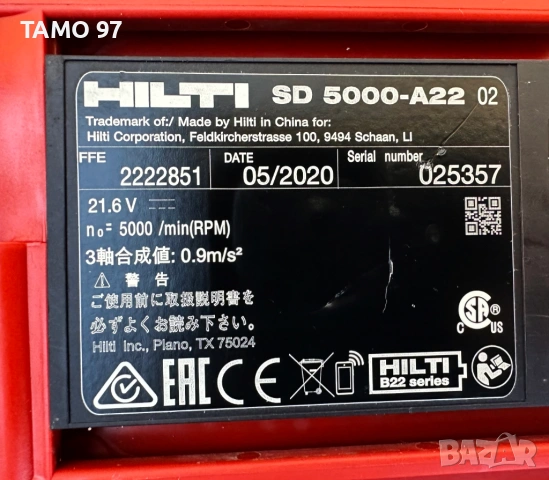 ТАМО 97
HILTI SD 5000-A22 02
Trademark of:/ Made by Hilti in China for:
Hilti Corporation, Feldkircherstrasse 100, 9494 Schaan, LI
FFE DATE Serial number
2222851 05/2020 025357
21.6 V
n₀= 5000 /min(RPM)
3軸合成値: 0.9m/s²
警告
ご使用前に取扱説明書を
必ずよくお読み下さい。
Hilti Inc., Plano, TX 75024
CSA ®
C US
EAC CE HILTI
B22 series
BAZAR